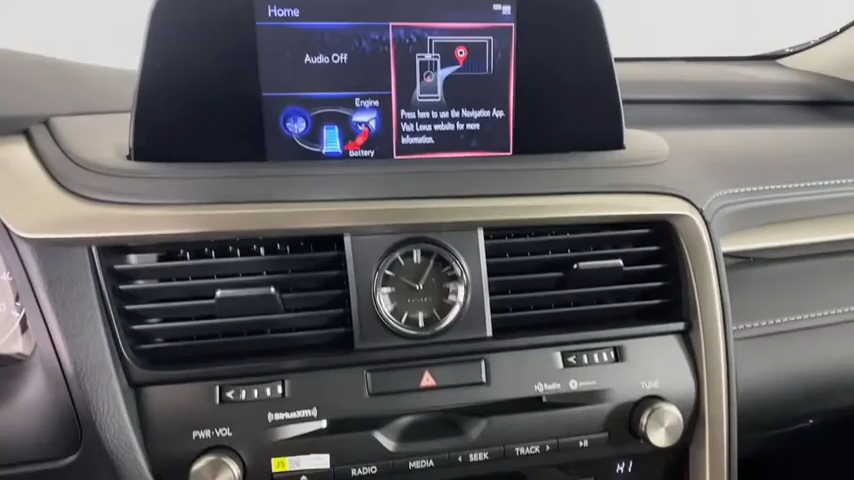 Home
Audio Off
Engine
Battery
Press here to use the Navigation App.
Visit Lexus website for more
information.
SiriusXM
HD Radio
PWR•VOL
TUNE
RADIO
MEDIA
< SEEK
TRACK >
HI